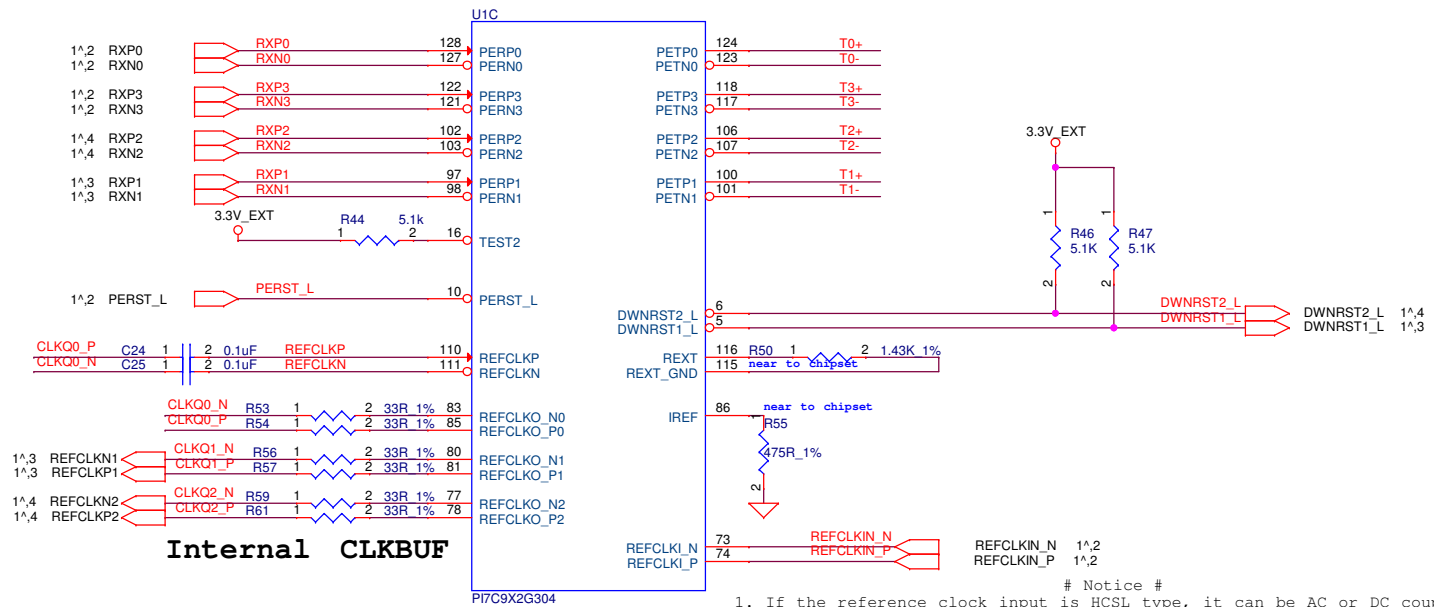 U1C
1^,2 RXP0 RXP0 128 PERP0 PETP0 124 T0+
1^,2 RXN0 RXN0 127 PERN0 PETN0 123 T0-
1^,2 RXP3 RXP3 122 PERP3 PETP3 118 T3+
1^,2 RXN3 RXN3 121 PERN3 PETN3 117 T3-
1^,4 RXP2 RXP2 102 PERP2 PETP2 106 T2+
1^,4 RXN2 RXN2 103 PERN2 PETN2 107 T2-
3.3V_EXT
1^,3 RXP1 RXP1 97 PERP1 PETP1 100 T1+
1^,3 RXN1 RXN1 98 PERN1 PETN1 101 T1-
3.3V_EXT R44 5.1k 1 1
1 2 16 TEST2 R46 R47
5.1K 5.1K
2 2
1^,2 PERST_L PERST_L 10 PERST_L
DWNRST2_L 6 DWNRST2_L DWNRST2_L 1^,4
DWNRST1_L 5 DWNRST1_L DWNRST1_L 1^,3
CLKQ0_P C24 1 2 0.1uF REFCLKP 110 REFCLKP REXT 116 R50 1 2 1.43K_1%
CLKQ0_N C25 1 2 0.1uF REFCLKN 111 REFCLKN REXT_GND 115 near to chipset
CLKQ0_N R53 1 2 33R_1% 83 REFCLKO_N0 IREF 86 near to chipset
CLKQ0_P R54 1 2 33R_1% 85 REFCLKO_P0 1 R55
475R_1%
2
1^,3 REFCLKN1 CLKQ1_N R56 1 2 33R_1% 80 REFCLKO_N1
1^,3 REFCLKP1 CLKQ1_P R57 1 2 33R_1% 81 REFCLKO_P1
1^,4 REFCLKN2 CLKQ2_N R59 1 2 33R_1% 77 REFCLKO_N2
1^,4 REFCLKP2 CLKQ2_P R61 1 2 33R_1% 78 REFCLKO_P2
Internal CLKBUF
REFCLKI_N 73 REFCLKIN_N REFCLKIN_N 1^,2
REFCLKI_P 74 REFCLKIN_P REFCLKIN_P 1^,2
PI7C9X2G304
# Notice #
1. If the reference clock input is HCSL type, it can be AC or DC